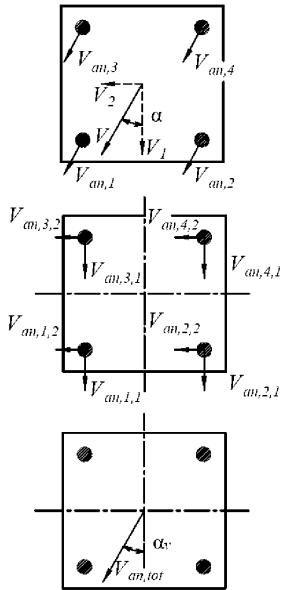 V_an,3 V_an,4
V_2 α
V V_1
V_an,1 V_an,2
V_an,3,2 V_an,4,2
V_an,3,1 V_an,4,1
V_an,1,2 V_an,2,2
V_an,1,1 V_an,2,1
α_v
V_an,tot